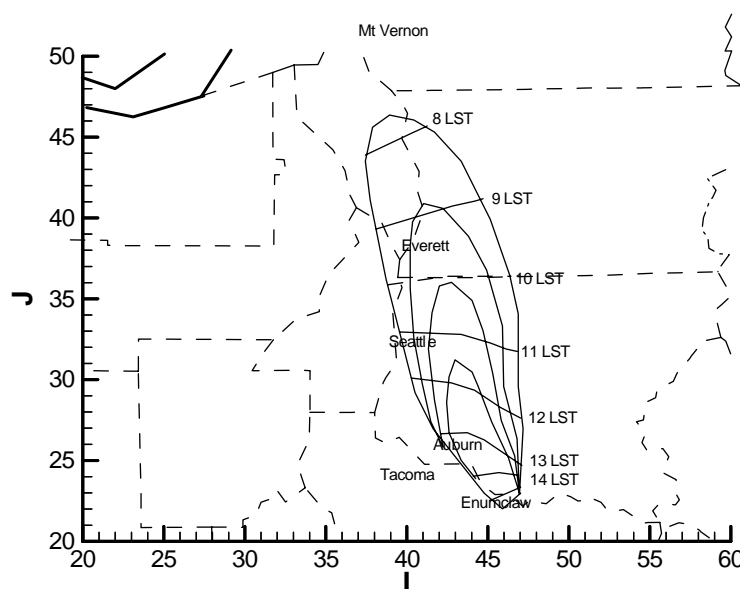 Mt Vernon
50
8 LST
45
9 LST
40
Everett
10 LST
J
35
Seattle
11 LST
30
12 LST
Auburn
13 LST
25
Tacoma
14 LST
Enumclaw
20
20 25 30 35 40 45 50 55 60
I